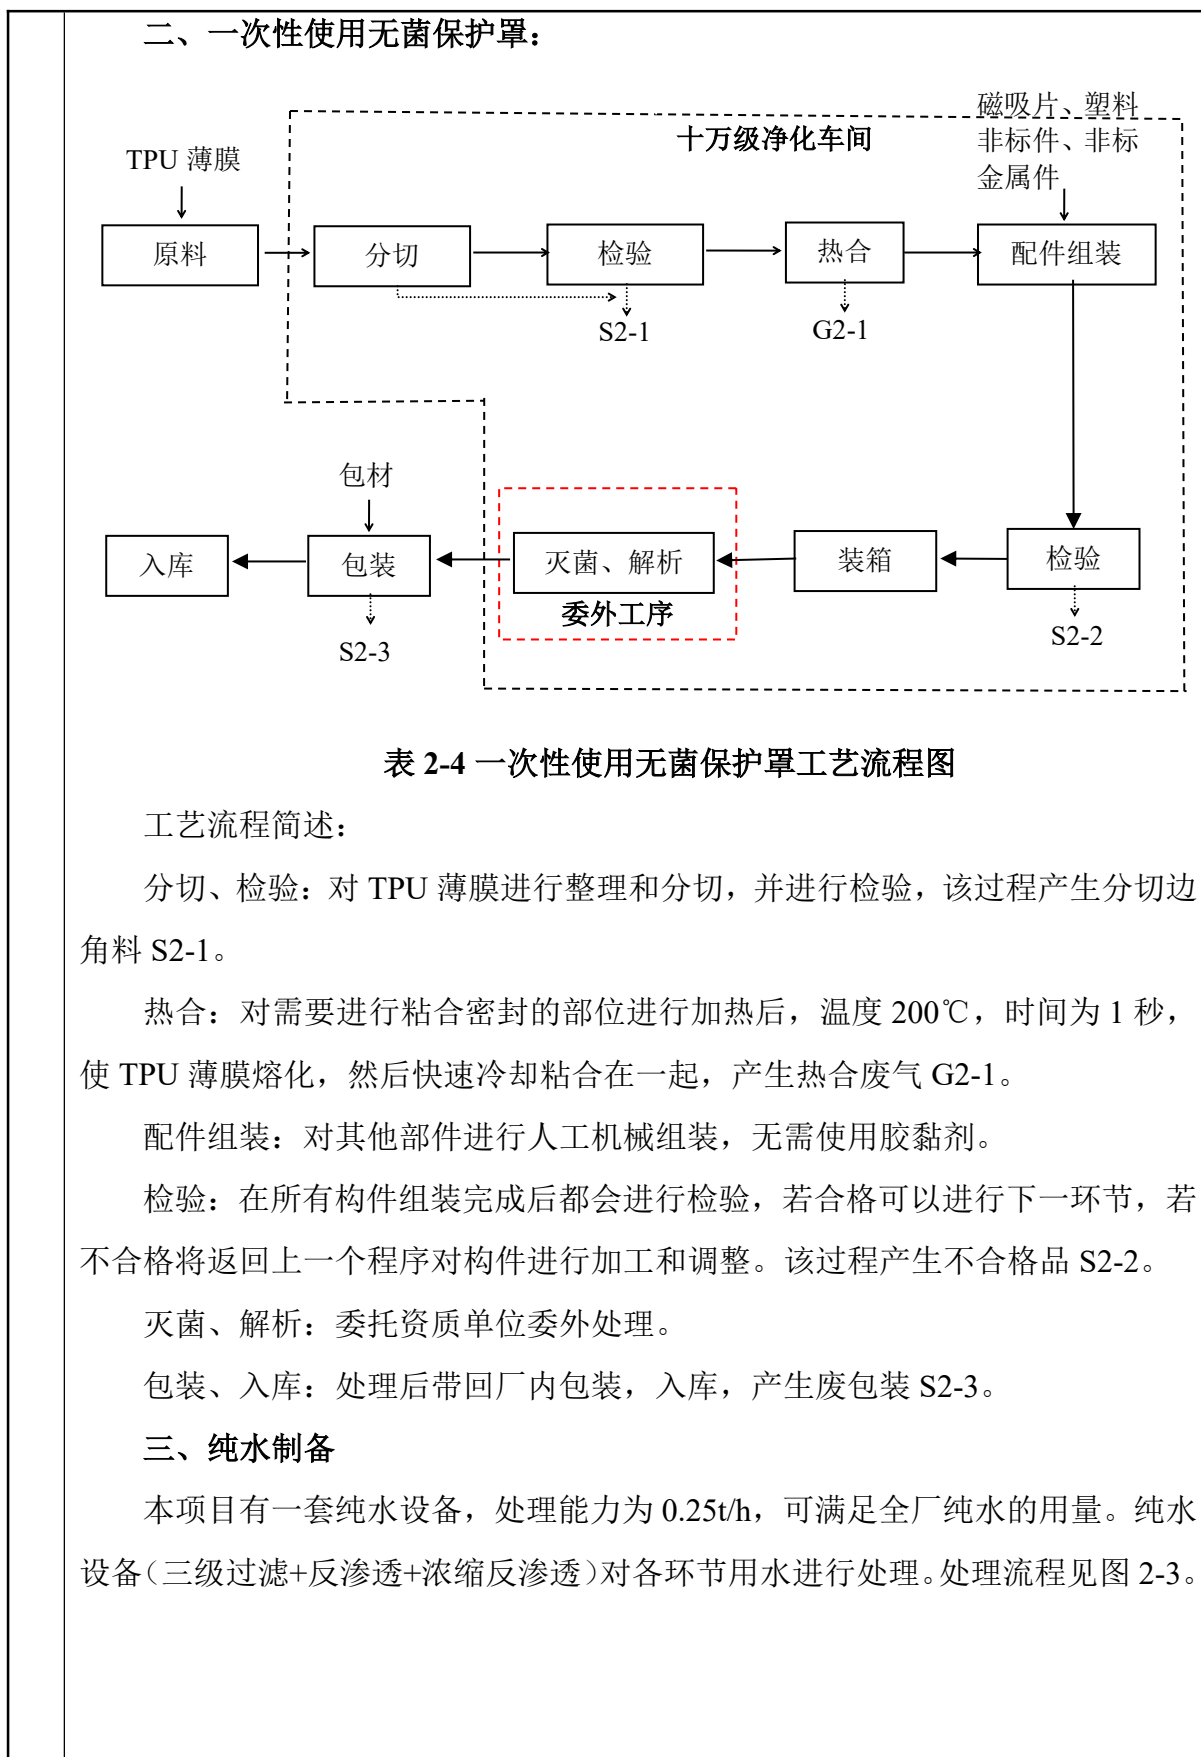 二、一次性使用无菌保护罩：
磁吸片、塑料
十万级净化车间
非标件、非标
TPU 薄膜
金属件
原料
分切
检验
热合
配件组装
S2-1
G2-1
包材
入库
包装
灭菌、解析
装箱
检验
委外工序
S2-3
S2-2
表 2-4 一次性使用无菌保护罩工艺流程图
工艺流程简述：
分切、检验：对 TPU 薄膜进行整理和分切，并进行检验，该过程产生分切边
角料 S2-1。
热合：对需要进行粘合密封的部位进行加热后，温度 200℃，时间为 1 秒，
使 TPU 薄膜熔化，然后快速冷却粘合在一起，产生热合废气 G2-1。
配件组装：对其他部件进行人工机械组装，无需使用胶黏剂。
检验：在所有构件组装完成后都会进行检验，若合格可以进行下一环节，若
不合格将返回上一个程序对构件进行加工和调整。该过程产生不合格品 S2-2。
灭菌、解析：委托资质单位委外处理。
包装、入库：处理后带回厂内包装，入库，产生废包装 S2-3。
三、纯水制备
本项目有一套纯水设备，处理能力为 0.25t/h，可满足全厂纯水的用量。纯水
设备（三级过滤+反渗透+浓缩反渗透）对各环节用水进行处理。处理流程见图 2-3。